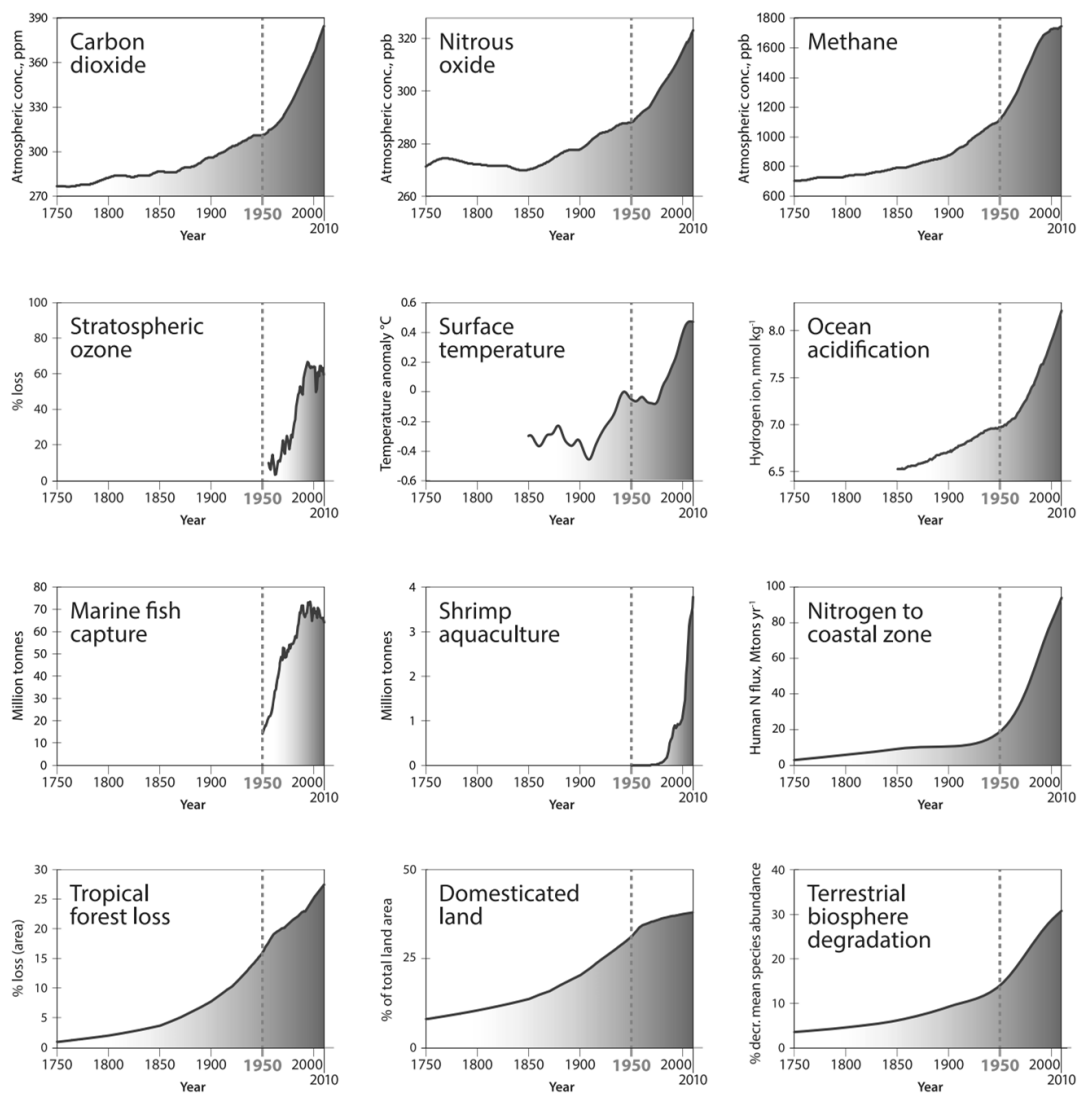 390
360
330
300
270
Atmospheric conc., ppm
Carbon
dioxide
1750 1800 1850 1900 1950 2000
2010
Year
320
300
280
260
Atmospheric conc., ppb
Nitrous
oxide
1750 1800 1850 1900 1950 2000
2010
Year
1800
1600
1400
1200
1000
800
600
Atmospheric conc., ppb
Methane
1750 1800 1850 1900 1950 2000
2010
Year
100
80
60
40
20
0
% loss
Stratospheric
ozone
1750 1800 1850 1900 1950 2000
2010
Year
0.6
0.4
0.2
0
-0.2
-0.4
-0.6
Temperature anomaly °C
Surface
temperature
1750 1800 1850 1900 1950 2000
2010
Year
8.0
7.5
7.0
6.5
Hydrogen ion, nmol kg⁻¹
Ocean
acidification
1750 1800 1850 1900 1950 2000
2010
Year
80
70
60
50
40
30
20
10
0
Million tonnes
Marine fish
capture
1750 1800 1850 1900 1950 2000
2010
Year
4
3
2
1
0
Million tonnes
Shrimp
aquaculture
1750 1800 1850 1900 1950 2000
2010
Year
100
80
60
40
20
0
Human N flux, Mtons yr⁻¹
Nitrogen to
coastal zone
1750 1800 1850 1900 1950 2000
2010
Year
30
25
20
15
10
5
0
% loss (area)
Tropical
forest loss
1750 1800 1850 1900 1950 2000
2010
Year
50
25
0
% of total land area
Domesticated
land
1750 1800 1850 1900 1950 2000
2010
Year
40
30
20
10
0
% decr. mean species abundance
Terrestrial
biosphere
degradation
1750 1800 1850 1900 1950 2000
2010
Year